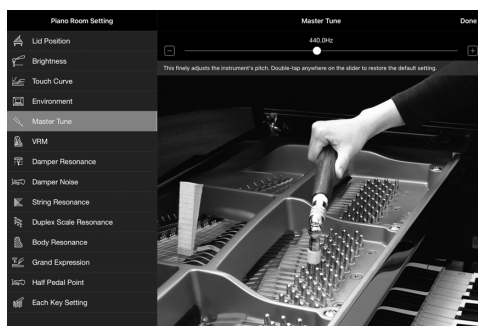 Piano Room Setting
Master Tune
Done
Lid Position
Brightness
Touch Curve
Environment
Master Tune
VRM
Damper Resonance
Damper Noise
String Resonance
Duplex Scale Resonance
Body Resonance
Grand Expression
Half Pedal Point
Each Key Setting
440.0Hz
This finely adjusts the instrument's pitch. Double-tap anywhere on the slider to restore the default setting.